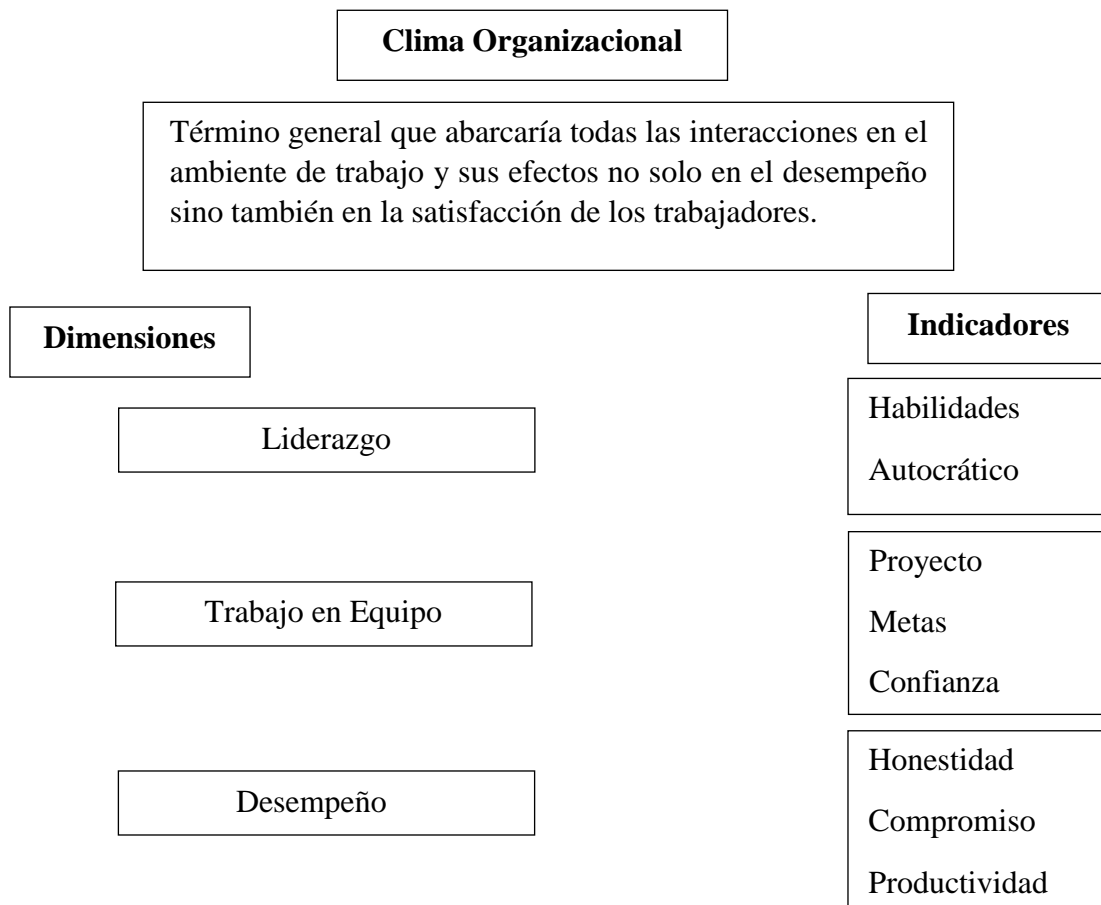 Clima Organizacional
Término general que abarcaría todas las interacciones en el
ambiente de trabajo y sus efectos no solo en el desempeño
sino también en la satisfacción de los trabajadores.
Dimensiones
Indicadores
Liderazgo
Habilidades
Autocrático
Trabajo en Equipo
Proyecto
Metas
Confianza
Desempeño
Honestidad
Compromiso
Productividad